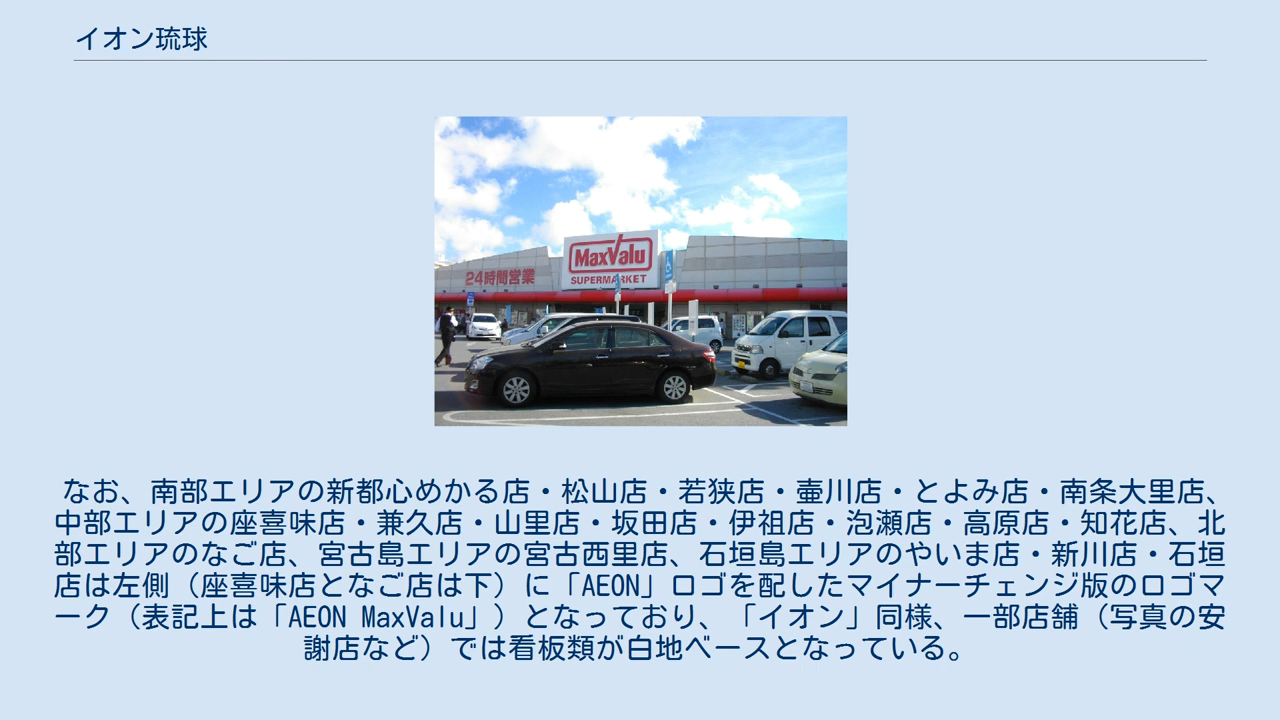 イオン琉球
MaxValu
SUPERMARKET
24時間営業
なお、南部エリアの新都心めかる店・松山店・若狭店・壷川店・とよみ店・南条大里店、
中部エリアの座喜味店・兼久店・山里店・坂田店・伊祖店・泡瀬店・高原店・知花店、北
部エリアのなご店、宮古島エリアの宮古西里店、石垣島エリアのやいま店・新川店・石垣
店は左側（座喜味店となご店は下）に「AEON」ロゴを配したマイナーチェンジ版のロゴマ
ーク（表記上は「AEON MaxValu」）となっており、「イオン」同様、一部店舗（写真の安
謝店など）では看板類が白地ベースとなっている。